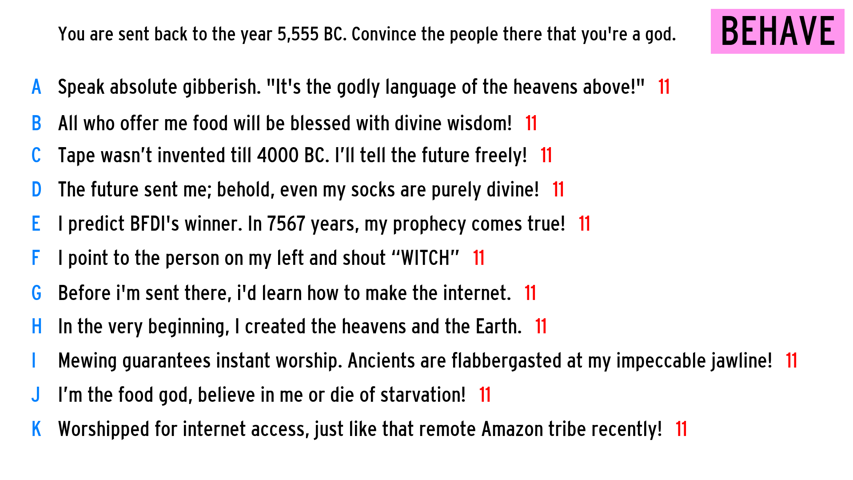 You are sent back to the year 5,555 BC. Convince the people there that you're a god.
BEHAVE
A Speak absolute gibberish. "It's the godly language of the heavens above!" 11
B All who offer me food will be blessed with divine wisdom! 11
C Tape wasn’t invented till 4000 BC. I’ll tell the future freely! 11
D The future sent me; behold, even my socks are purely divine! 11
E I predict BFDI's winner. In 7567 years, my prophecy comes true! 11
F I point to the person on my left and shout “WITCH” 11
G Before i'm sent there, i'd learn how to make the internet. 11
H In the very beginning, I created the heavens and the Earth. 11
I Mewing guarantees instant worship. Ancients are flabbergasted at my impeccable jawline! 11
J I’m the food god, believe in me or die of starvation! 11
K Worshipped for internet access, just like that remote Amazon tribe recently! 11